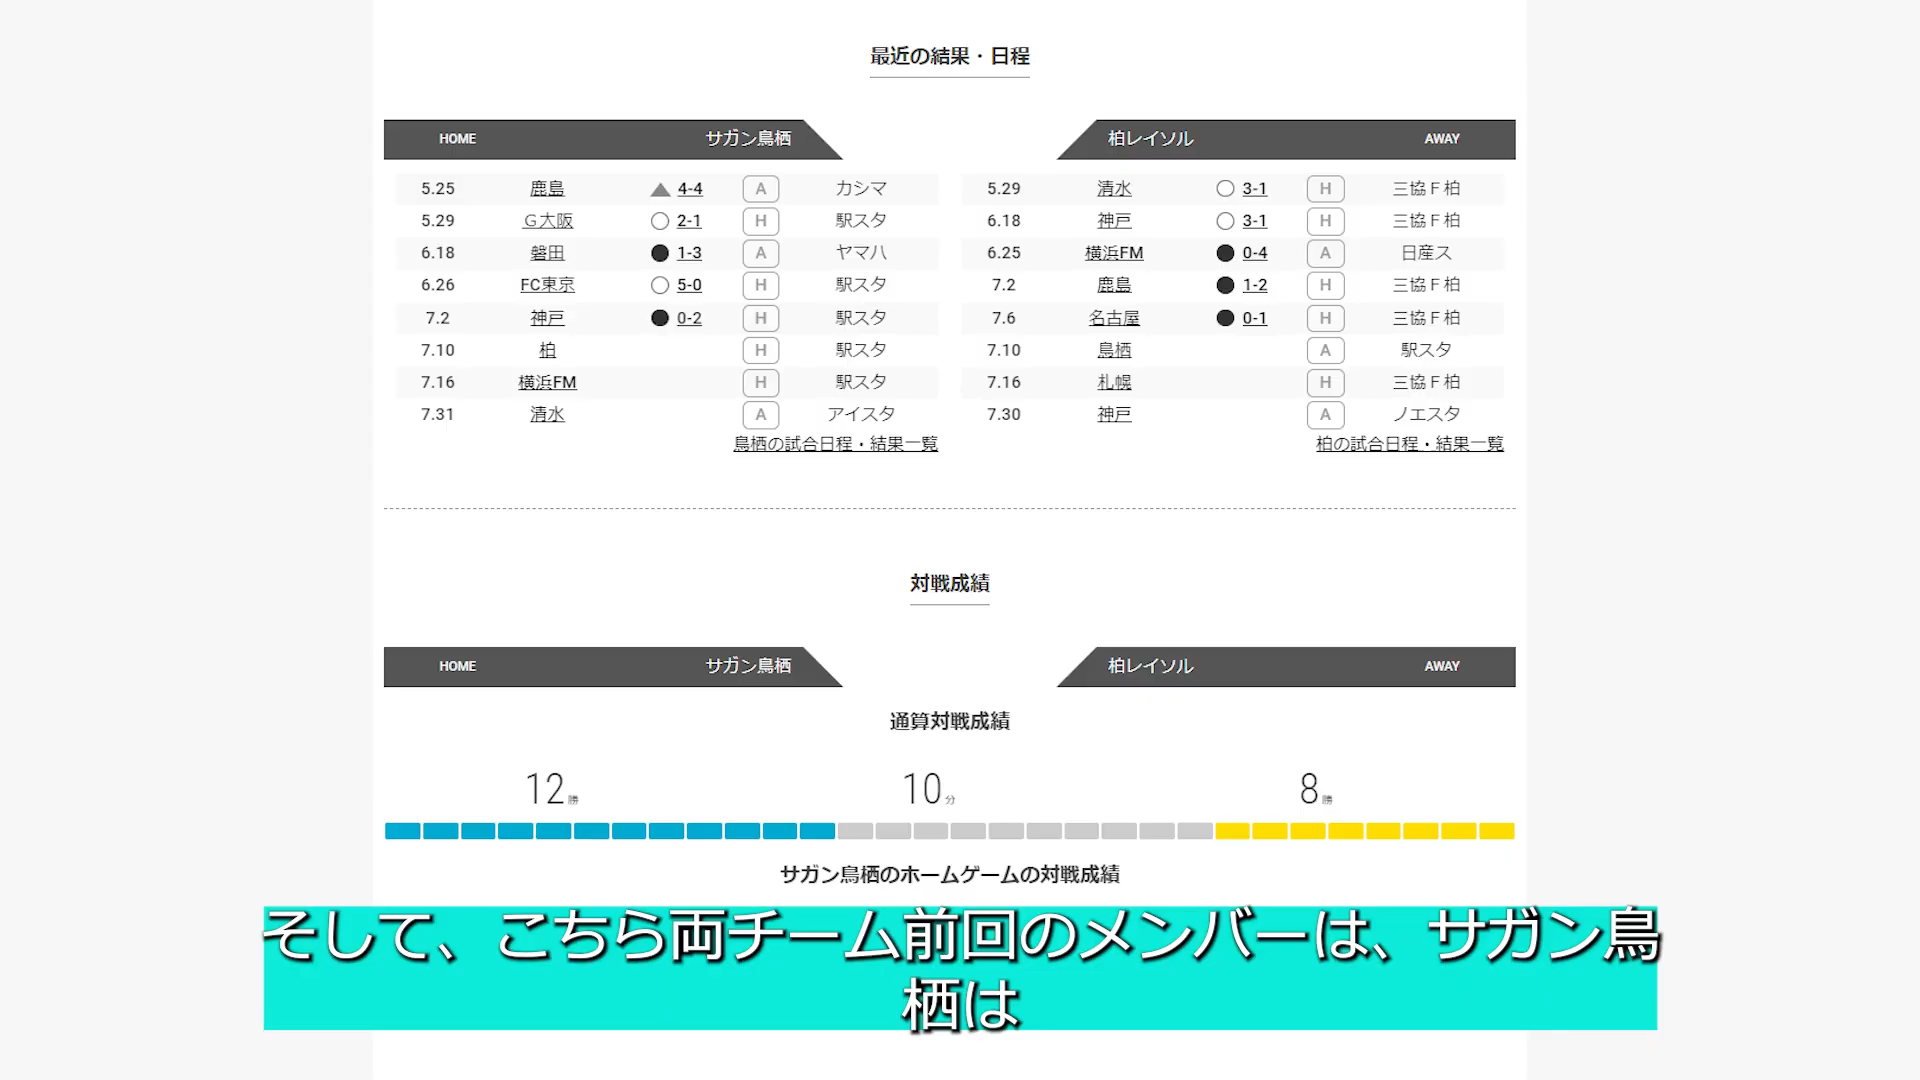 最近の結果・日程
HOME サガン鳥栖 柏レイソル AWAY
5.25 鹿島 ▲ 4-4 A カシマ 5.29 清水 ○ 3-1 H 三協Ｆ柏
5.29 Ｇ大阪 ○ 2-1 H 駅スタ 6.18 神戸 ○ 3-1 H 三協Ｆ柏
6.18 磐田 ● 1-3 A ヤマハ 6.25 横浜FM ● 0-4 A 日産ス
6.26 FC東京 ○ 5-0 H 駅スタ 7.2 鹿島 ● 1-2 H 三協Ｆ柏
7.2 神戸 ● 0-2 H 駅スタ 7.6 名古屋 ● 0-1 H 三協Ｆ柏
7.10 柏 H 駅スタ 7.10 鳥栖 A 駅スタ
7.16 横浜FM H 駅スタ 7.16 札幌 H 三協Ｆ柏
7.31 清水 A アイスタ 7.30 神戸 A ノエスタ
鳥栖の試合日程・結果一覧 柏の試合日程・結果一覧
対戦成績
HOME サガン鳥栖 柏レイソル AWAY
通算対戦成績
12勝 10分 8勝
サガン鳥栖のホームゲームの対戦成績
そして、こちら両チーム前回のメンバーは、サガン鳥
栖は